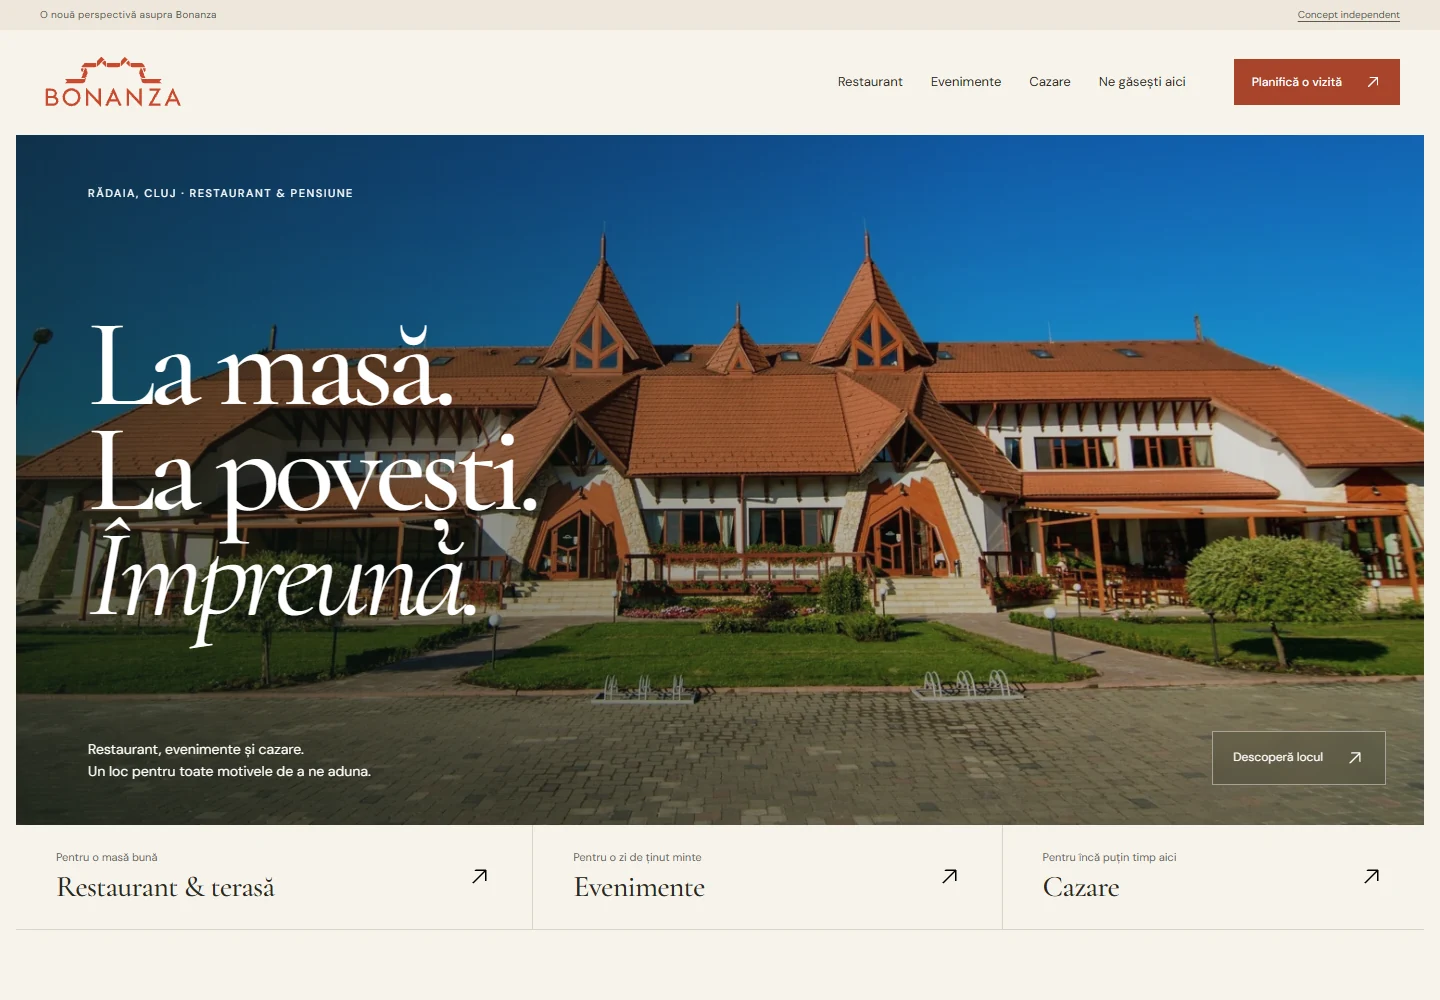 O nouă perspectivă asupra Bonanza
Concept independent
BONANZA
Restaurant
Evenimente
Cazare
Ne găsești aici
Planifică o vizită
RĂDAIA, CLUJ · RESTAURANT & PENSIUNE
La masă.
La povești.
Împreună.
Restaurant, evenimente și cazare.
Un loc pentru toate motivele de a ne aduna.
Descoperă locul
Pentru o masă bună
Restaurant & terasă
Pentru o zi de ținut minte
Evenimente
Pentru încă puțin timp aici
Cazare